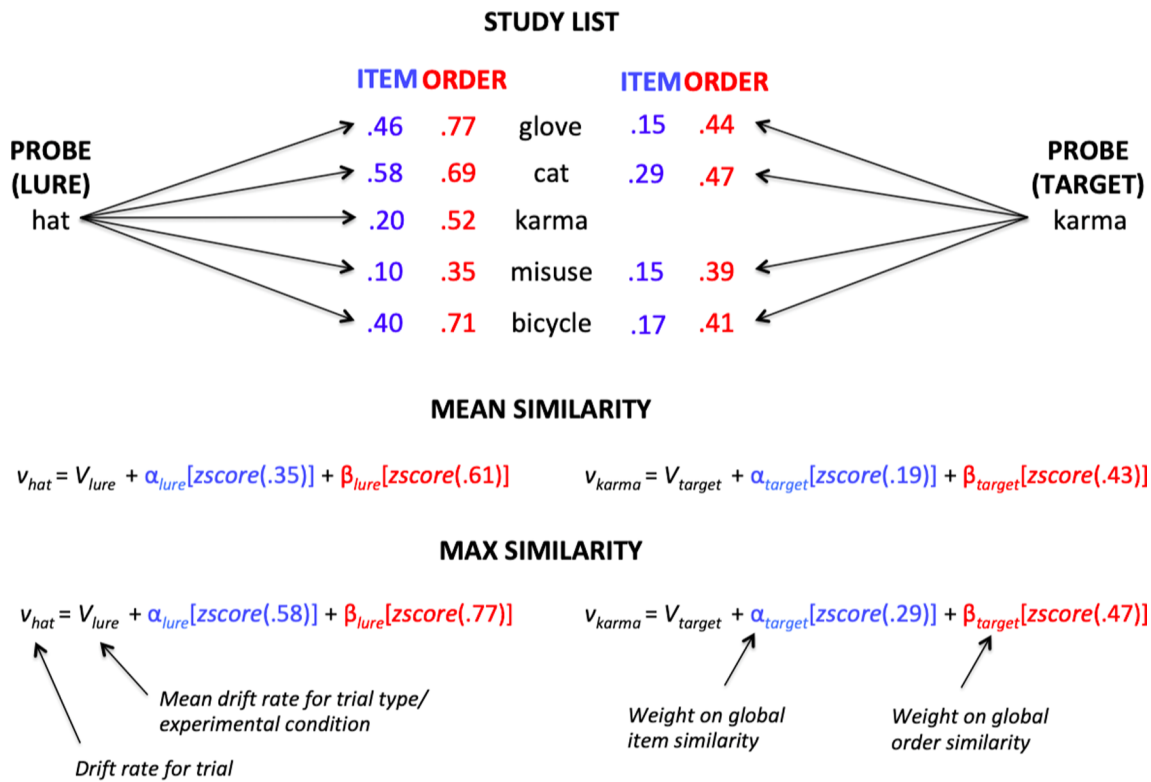 STUDY LIST
ITEM ORDER ITEM ORDER
.46 .77 glove .15 .44
PROBE (LURE)
hat
.58 .69 cat .29 .47
PROBE (TARGET)
karma
.20 .52 karma
.10 .35 misuse .15 .39
.40 .71 bicycle .17 .41
MEAN SIMILARITY
v_hat = V_lure + α_lure[zscore(.35)] + β_lure[zscore(.61)]
v_karma = V_target + α_target[zscore(.19)] + β_target[zscore(.43)]
MAX SIMILARITY
v_hat = V_lure + α_lure[zscore(.58)] + β_lure[zscore(.77)]
v_karma = V_target + α_target[zscore(.29)] + β_target[zscore(.47)]
Mean drift rate for trial type/
experimental condition
Drift rate for trial
Weight on global
item similarity
Weight on global
order similarity